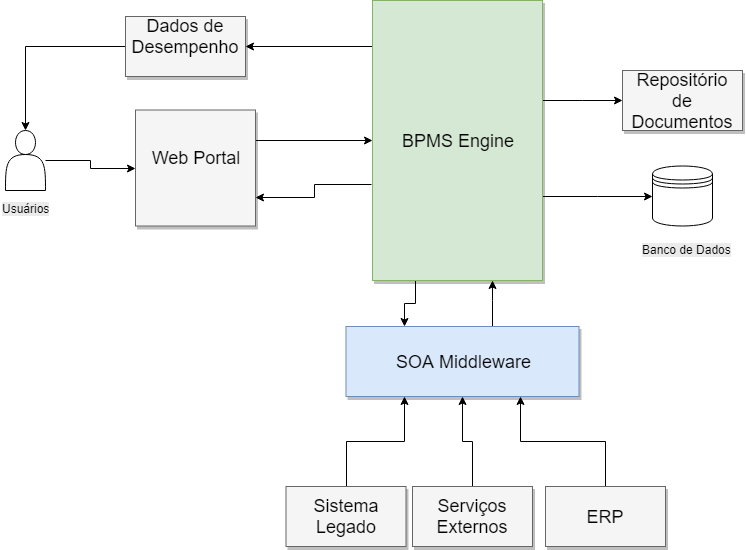 Dados de
Desempenho
BPMS Engine
Repositório
de
Documentos
Web Portal
Usuários
Banco de Dados
SOA Middleware
Sistema
Legado
Serviços
Externos
ERP